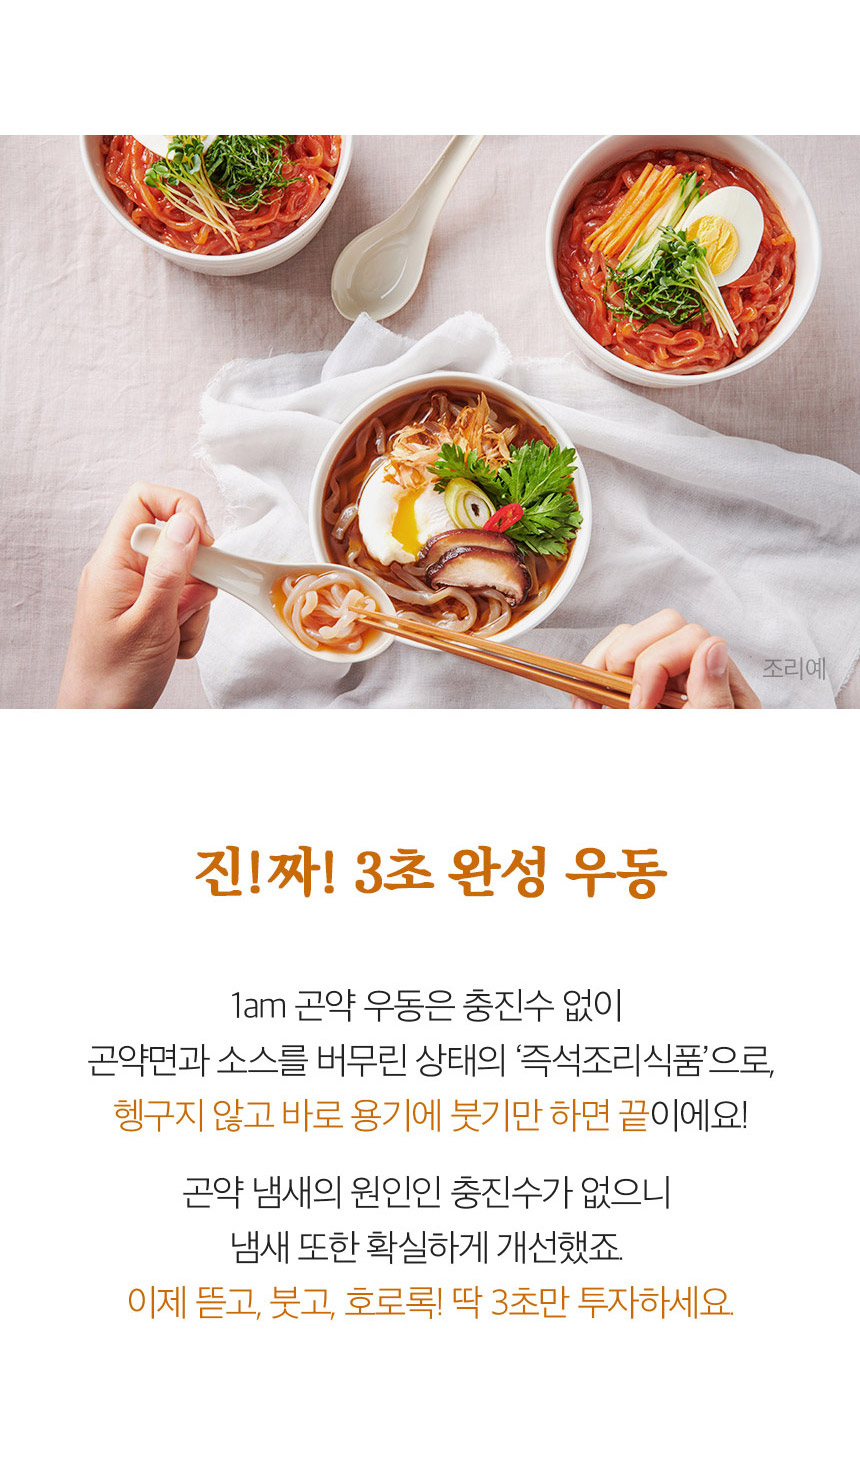 조리예
진!짜! 3초 완성 우동
1am 곤약 우동은 충진수 없이
곤약면과 소스를 버무린 상태의 ‘즉석조리식품’으로,
헹구지 않고 바로 용기에 붓기만 하면 끝이에요!
곤약 냄새의 원인인 충진수가 없으니
냄새 또한 확실하게 개선했죠.
이제 뜯고, 붓고, 호로록! 딱 3초만 투자하세요.